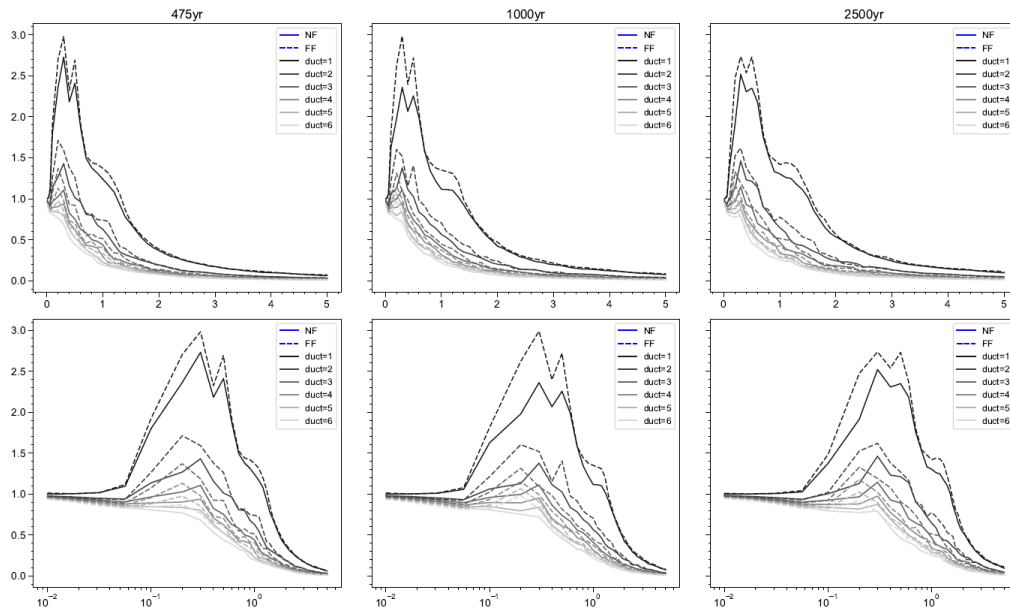 475yr
1000yr
2500yr
3.0
2.5
2.0
1.5
1.0
0.5
0.0
0 1 2 3 4 5
NF
FF
duct=1
duct=2
duct=3
duct=4
duct=5
duct=6
0 1 2 3 4 5
NF
FF
duct=1
duct=2
duct=3
duct=4
duct=5
duct=6
0 1 2 3 4 5
NF
FF
duct=1
duct=2
duct=3
duct=4
duct=5
duct=6
3.0
2.5
2.0
1.5
1.0
0.5
0.0
10⁻² 10⁻¹ 10⁰
NF
FF
duct=1
duct=2
duct=3
duct=4
duct=5
duct=6
10⁻² 10⁻¹ 10⁰
NF
FF
duct=1
duct=2
duct=3
duct=4
duct=5
duct=6
10⁻² 10⁻¹ 10⁰
NF
FF
duct=1
duct=2
duct=3
duct=4
duct=5
duct=6